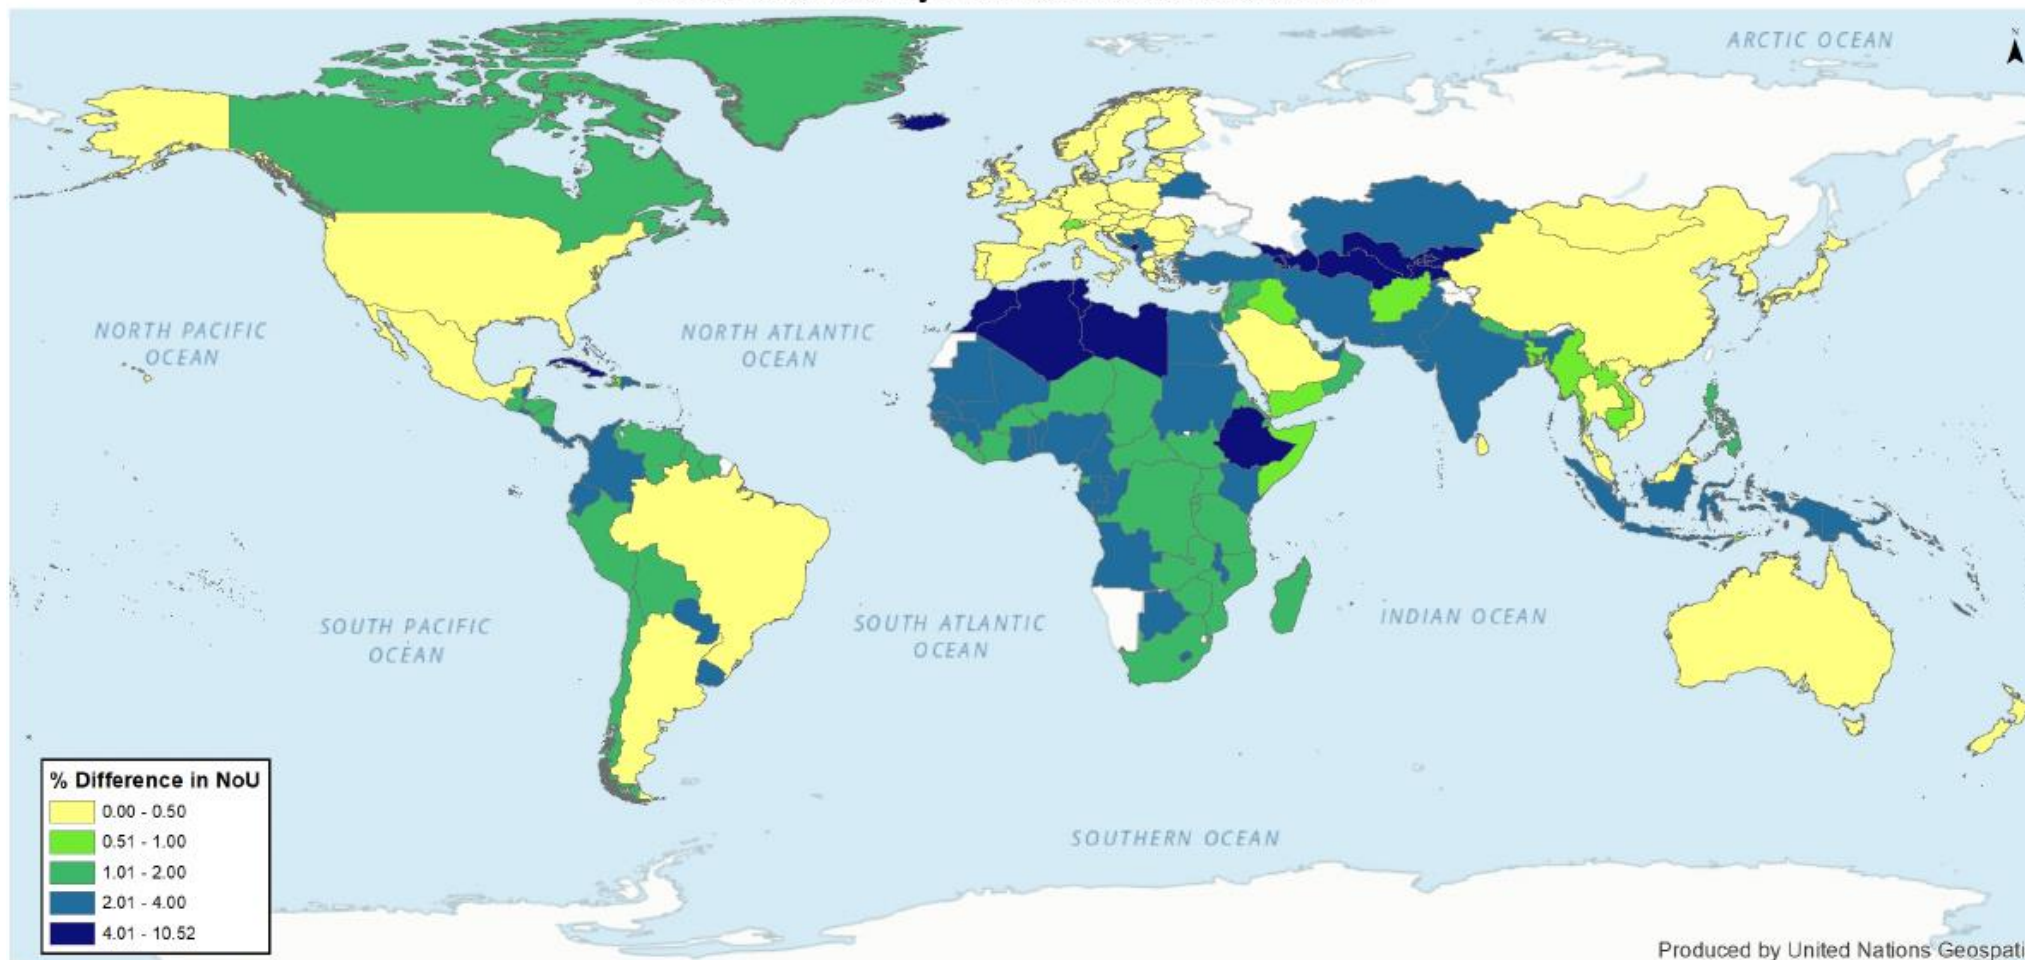 ARCTIC OCEAN
N
NORTH PACIFIC
OCEAN
NORTH ATLANTIC
OCEAN
SOUTH PACIFIC
OCEAN
SOUTH ATLANTIC
OCEAN
INDIAN OCEAN
SOUTHERN OCEAN
% Difference in NoU
0.00 - 0.50
0.51 - 1.00
1.01 - 2.00
2.01 - 4.00
4.01 - 10.52
Produced by United Nations Geospati